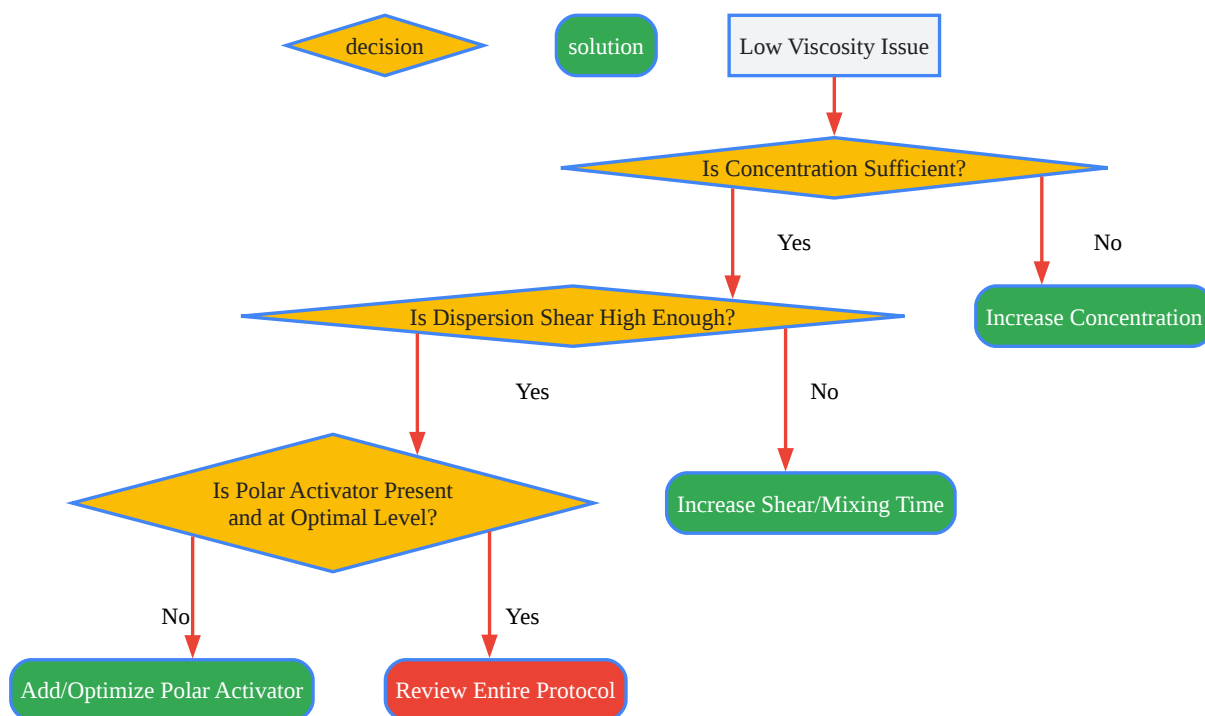 decision
solution
Low Viscosity Issue
Is Concentration Sufficient?
Yes
No
Is Dispersion Shear High Enough?
Increase Concentration
Yes
No
Is Polar Activator Present
and at Optimal Level?
Increase Shear/Mixing Time
No
Yes
Add/Optimize Polar Activator
Review Entire Protocol